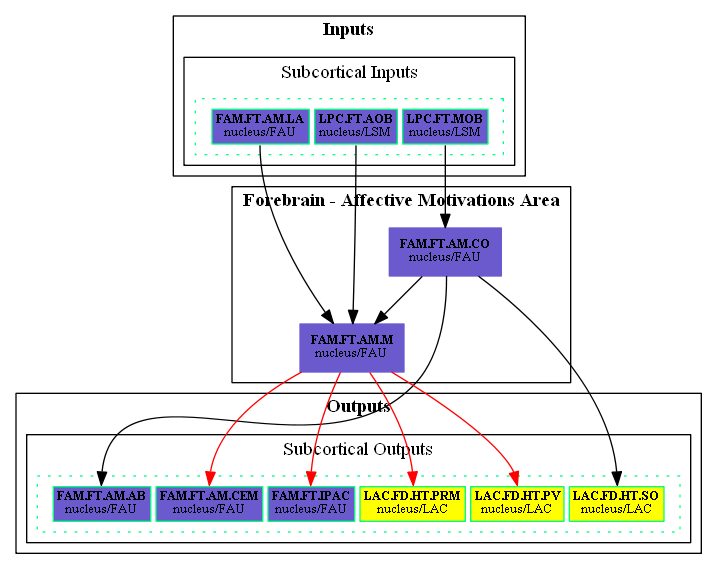 Inputs
Subcortical Inputs
FAM.FT.AM.LA
nucleus/FAU
LPC.FT.AOB
nucleus/LSM
LPC.FT.MOB
nucleus/LSM
Forebrain - Affective Motivations Area
FAM.FT.AM.CO
nucleus/FAU
FAM.FT.AM.M
nucleus/FAU
Outputs
Subcortical Outputs
FAM.FT.AM.AB
nucleus/FAU
FAM.FT.AM.CEM
nucleus/FAU
FAM.FT.IPAC
nucleus/FAU
LAC.FD.HT.PRM
nucleus/LAC
LAC.FD.HT.PV
nucleus/LAC
LAC.FD.HT.SO
nucleus/LAC